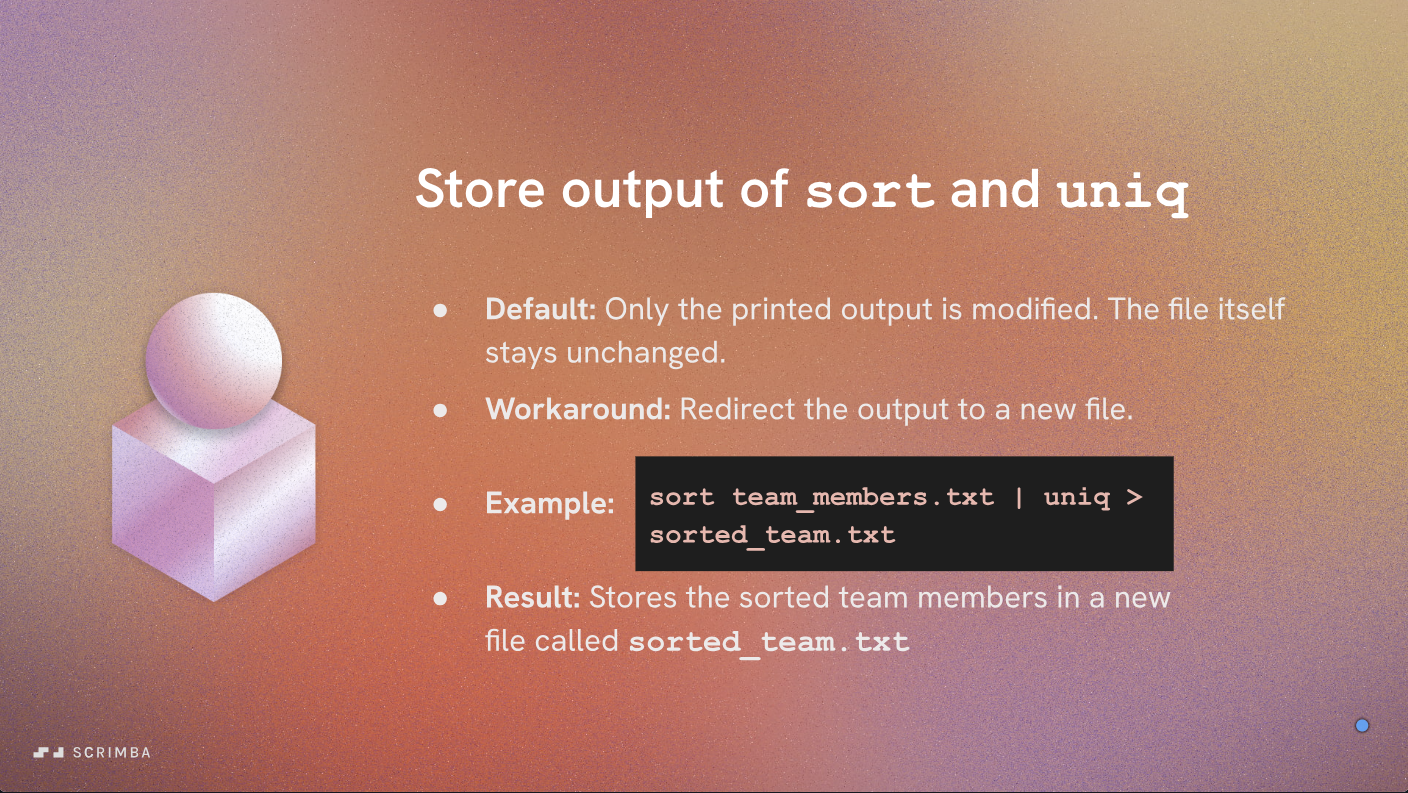 Store output of sort and uniq
● Default: Only the printed output is modified. The file itself
stays unchanged.
● Workaround: Redirect the output to a new file.
● Example:
sort team_members.txt | uniq >
sorted_team.txt
● Result: Stores the sorted team members in a new
file called sorted_team.txt
SCRIMBA